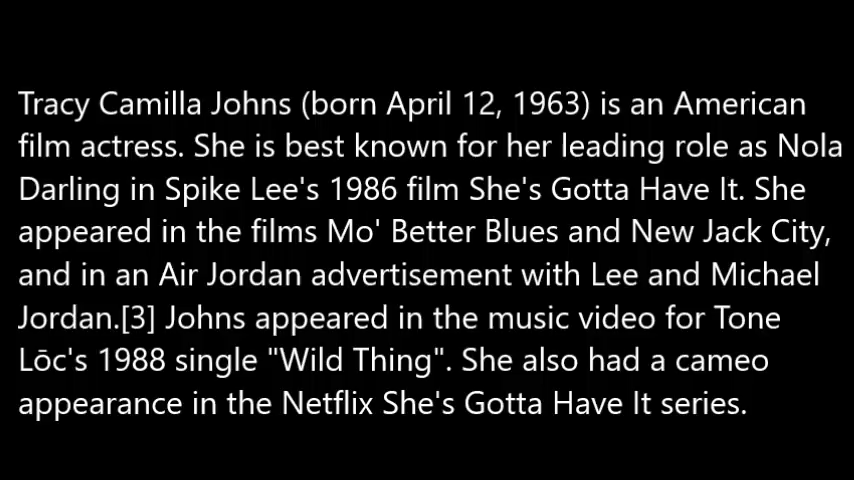 Tracy Camilla Johns (born April 12, 1963) is an American
film actress. She is best known for her leading role as Nola
Darling in Spike Lee's 1986 film She's Gotta Have It. She
appeared in the films Mo' Better Blues and New Jack City,
and in an Air Jordan advertisement with Lee and Michael
Jordan.[3] Johns appeared in the music video for Tone
Lōc's 1988 single "Wild Thing". She also had a cameo
appearance in the Netflix She's Gotta Have It series.